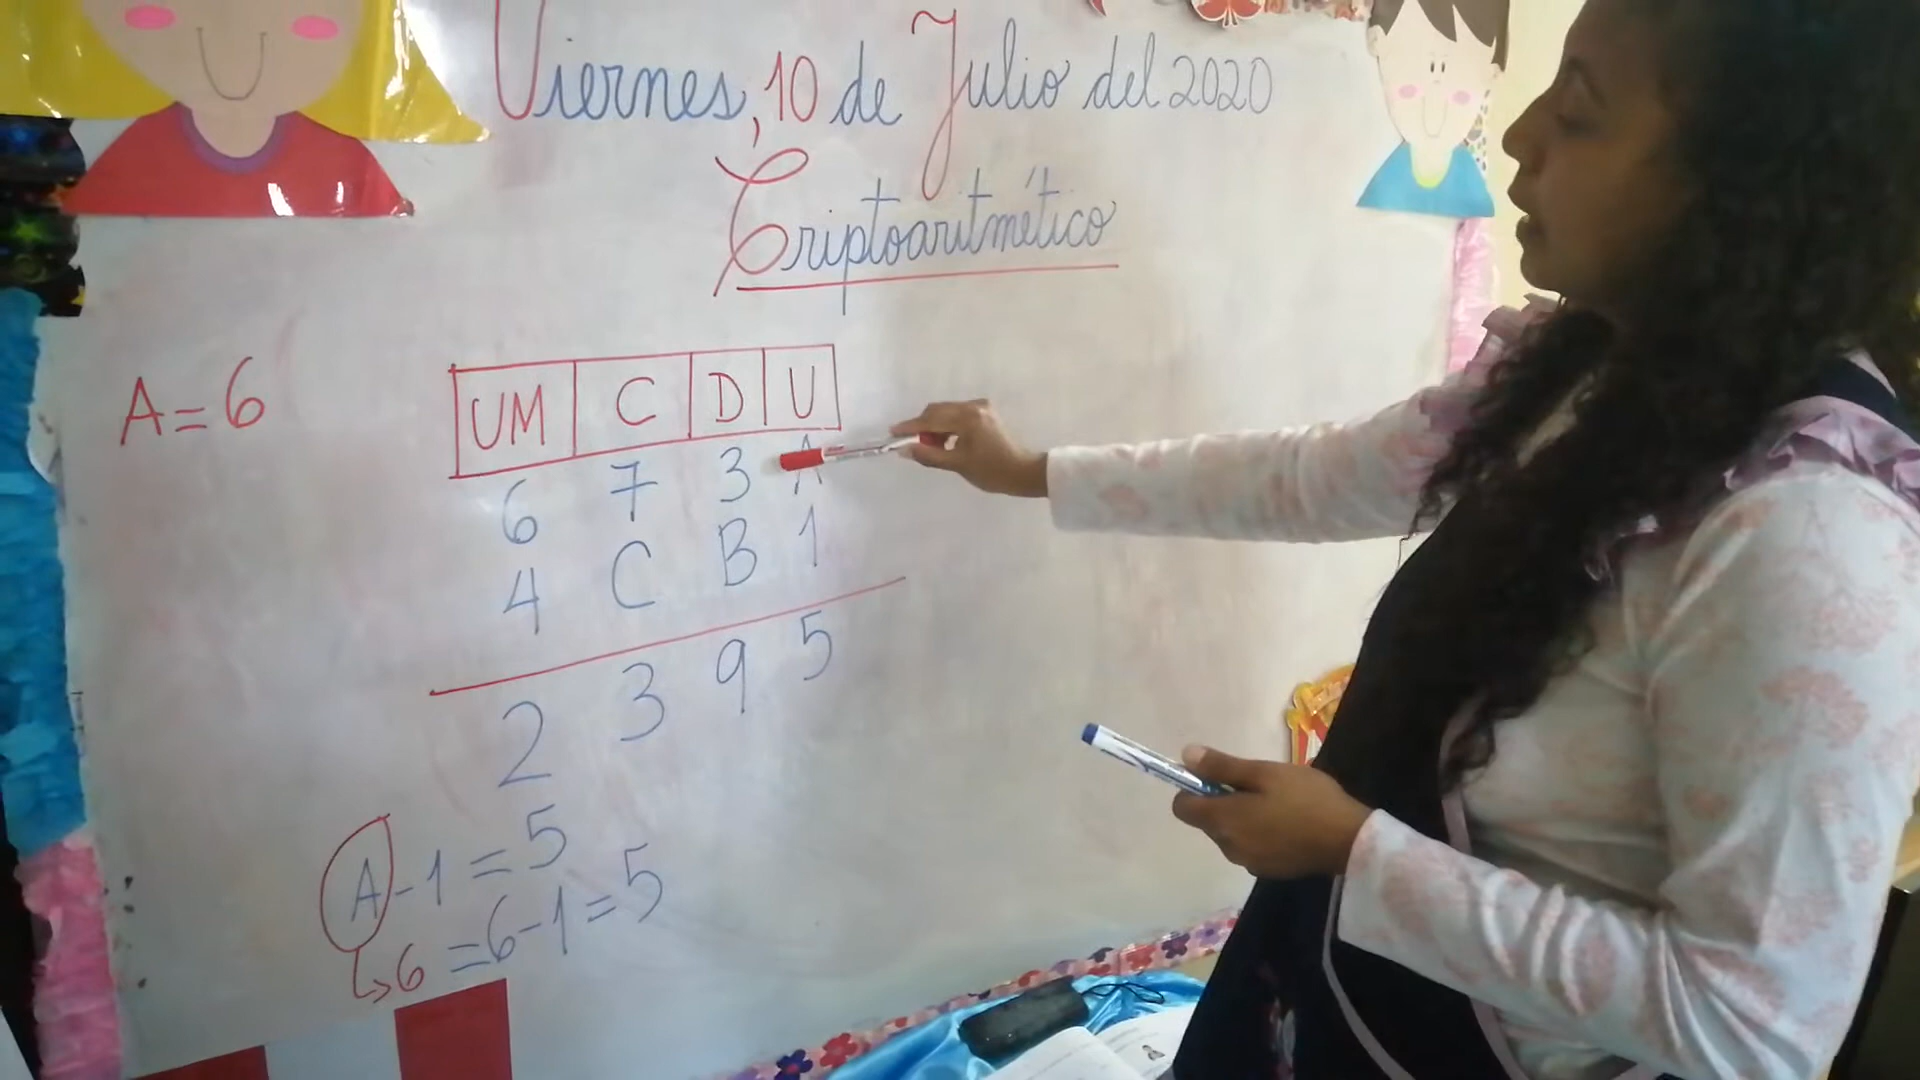 Viernes, 10 de Julio del 2020
Criptoaritmético
A=6
UM C D U
6 7 3 A
4 C B 1
2 3 9 5
A-1=5
6=6-1=5